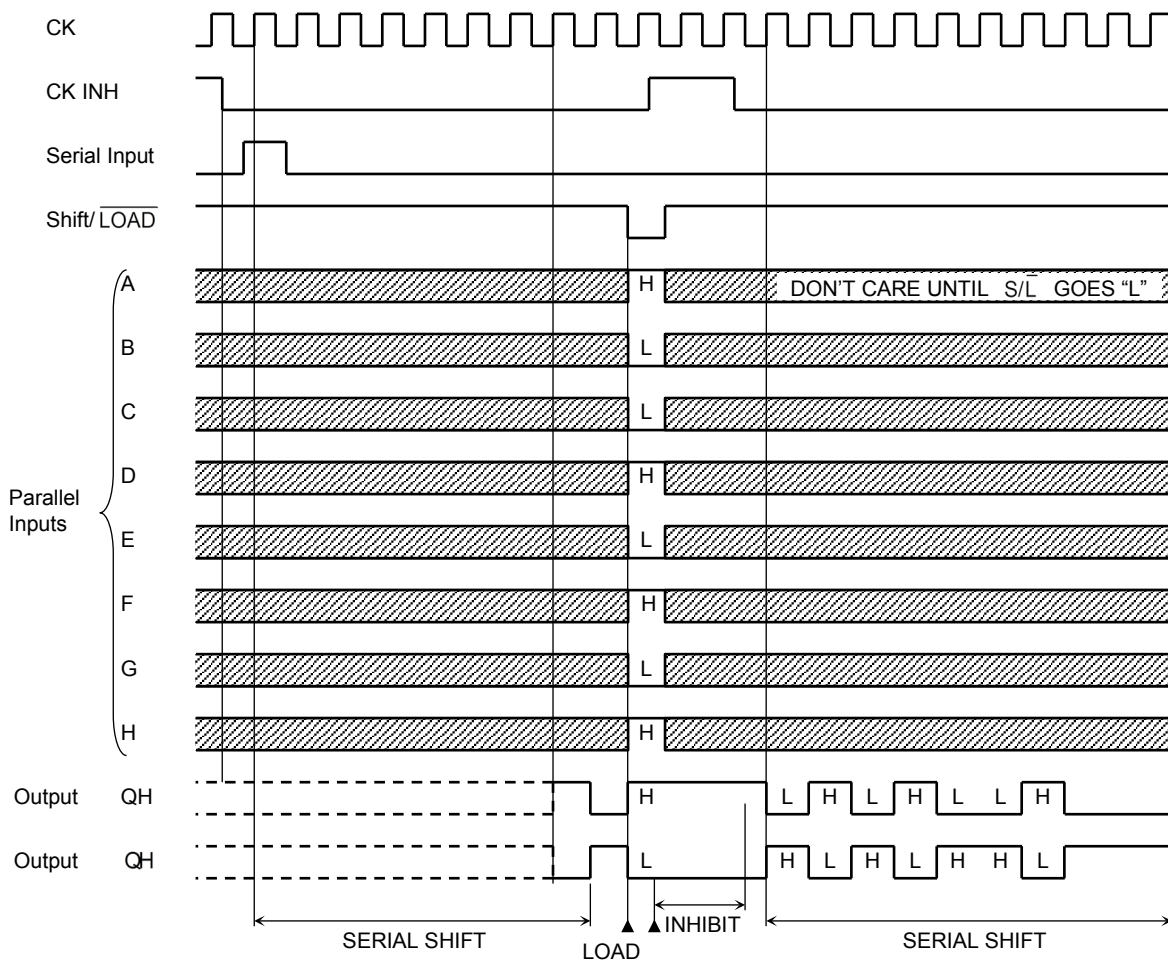 CK
CK INH
Serial Input
Shift/LOAD
A H DON'T CARE UNTIL S/L GOES “L”
B L
C L
D H
Parallel
Inputs
E L
F H
G L
H H
Output QH H L H L H L L H
Output QH L H L H L H H L
SERIAL SHIFT LOAD INHIBIT SERIAL SHIFT